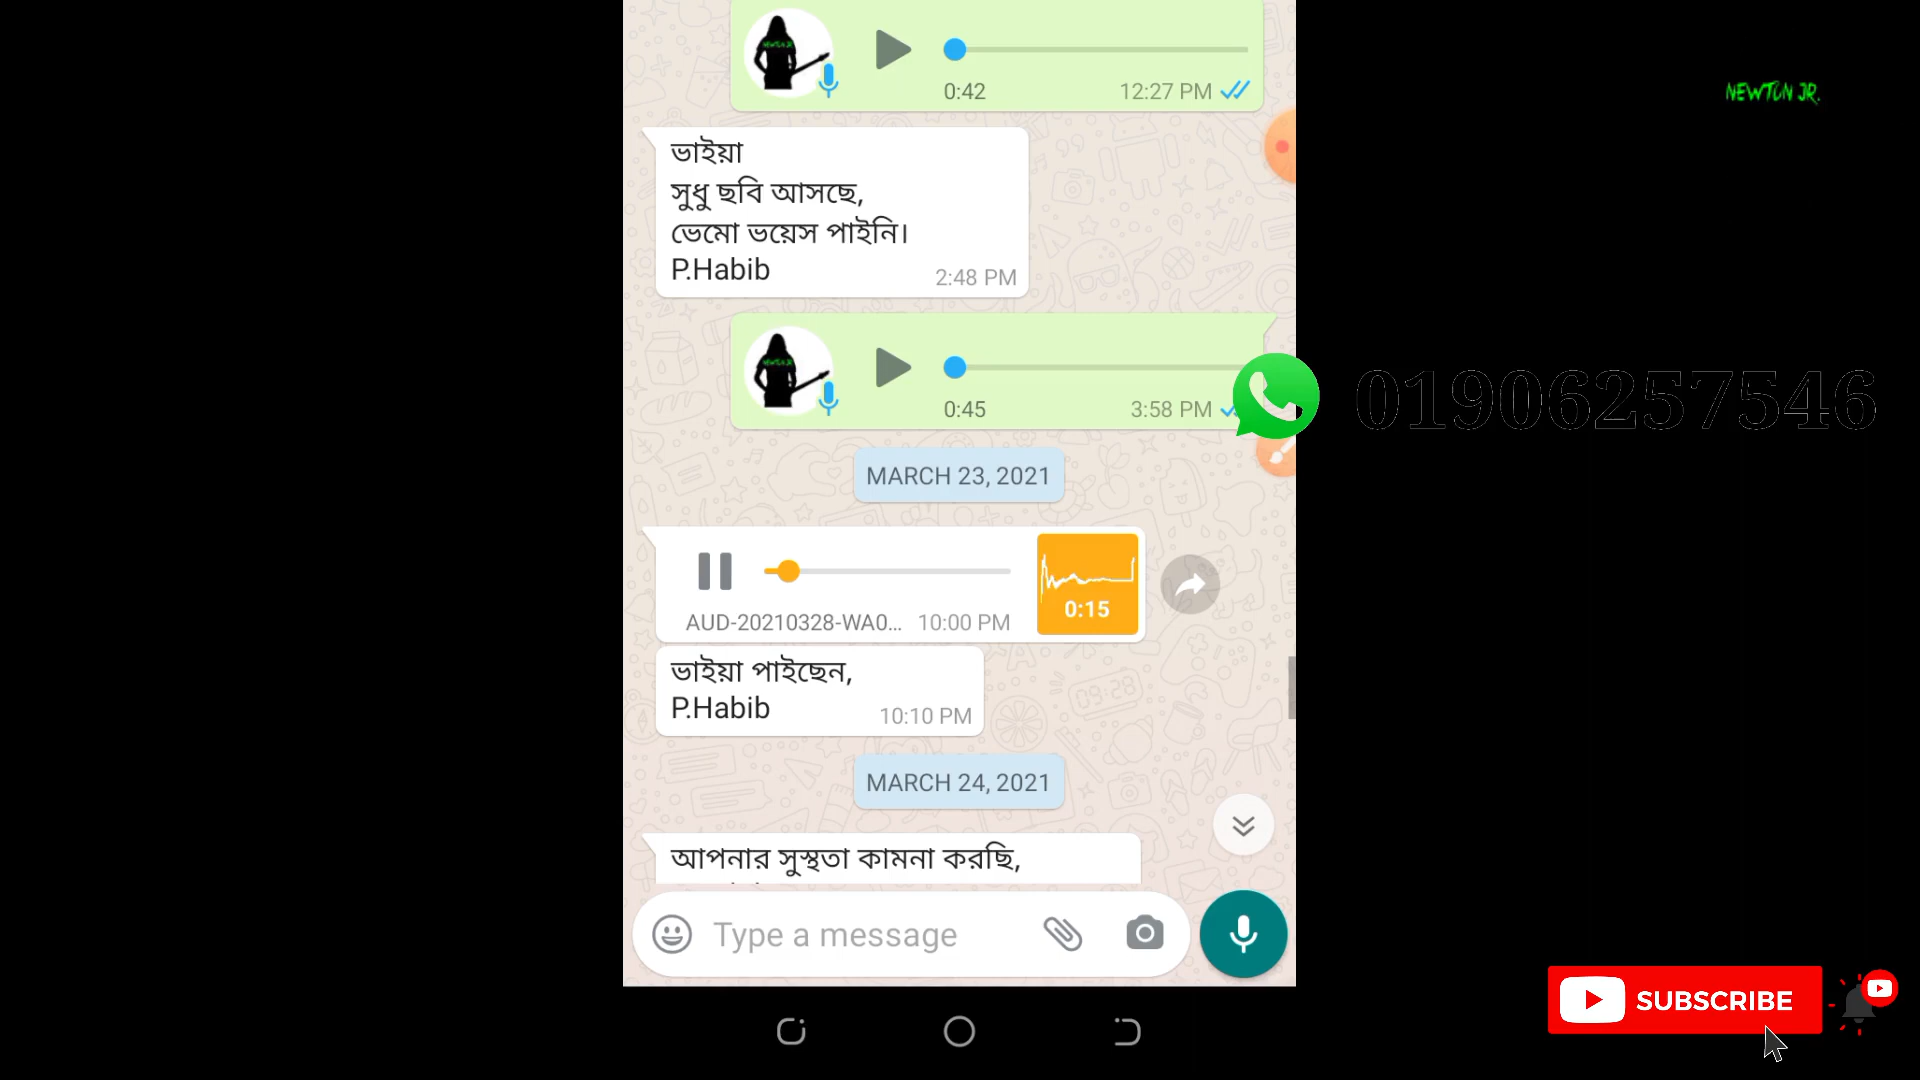 0:42
12:27 PM
NEWTON JR.
ভাইয়া
সুধু ছবি আসছে,
ভেমো ভয়েস পাইনি।
P.Habib
2:48 PM
0:45
3:58 PM
01906257546
MARCH 23, 2021
0:15
AUD-20210328-WA0...
10:00 PM
ভাইয়া পাইছেন,
P.Habib
10:10 PM
MARCH 24, 2021
আপনার সুস্থতা কামনা করছি,
Type a message
SUBSCRIBE